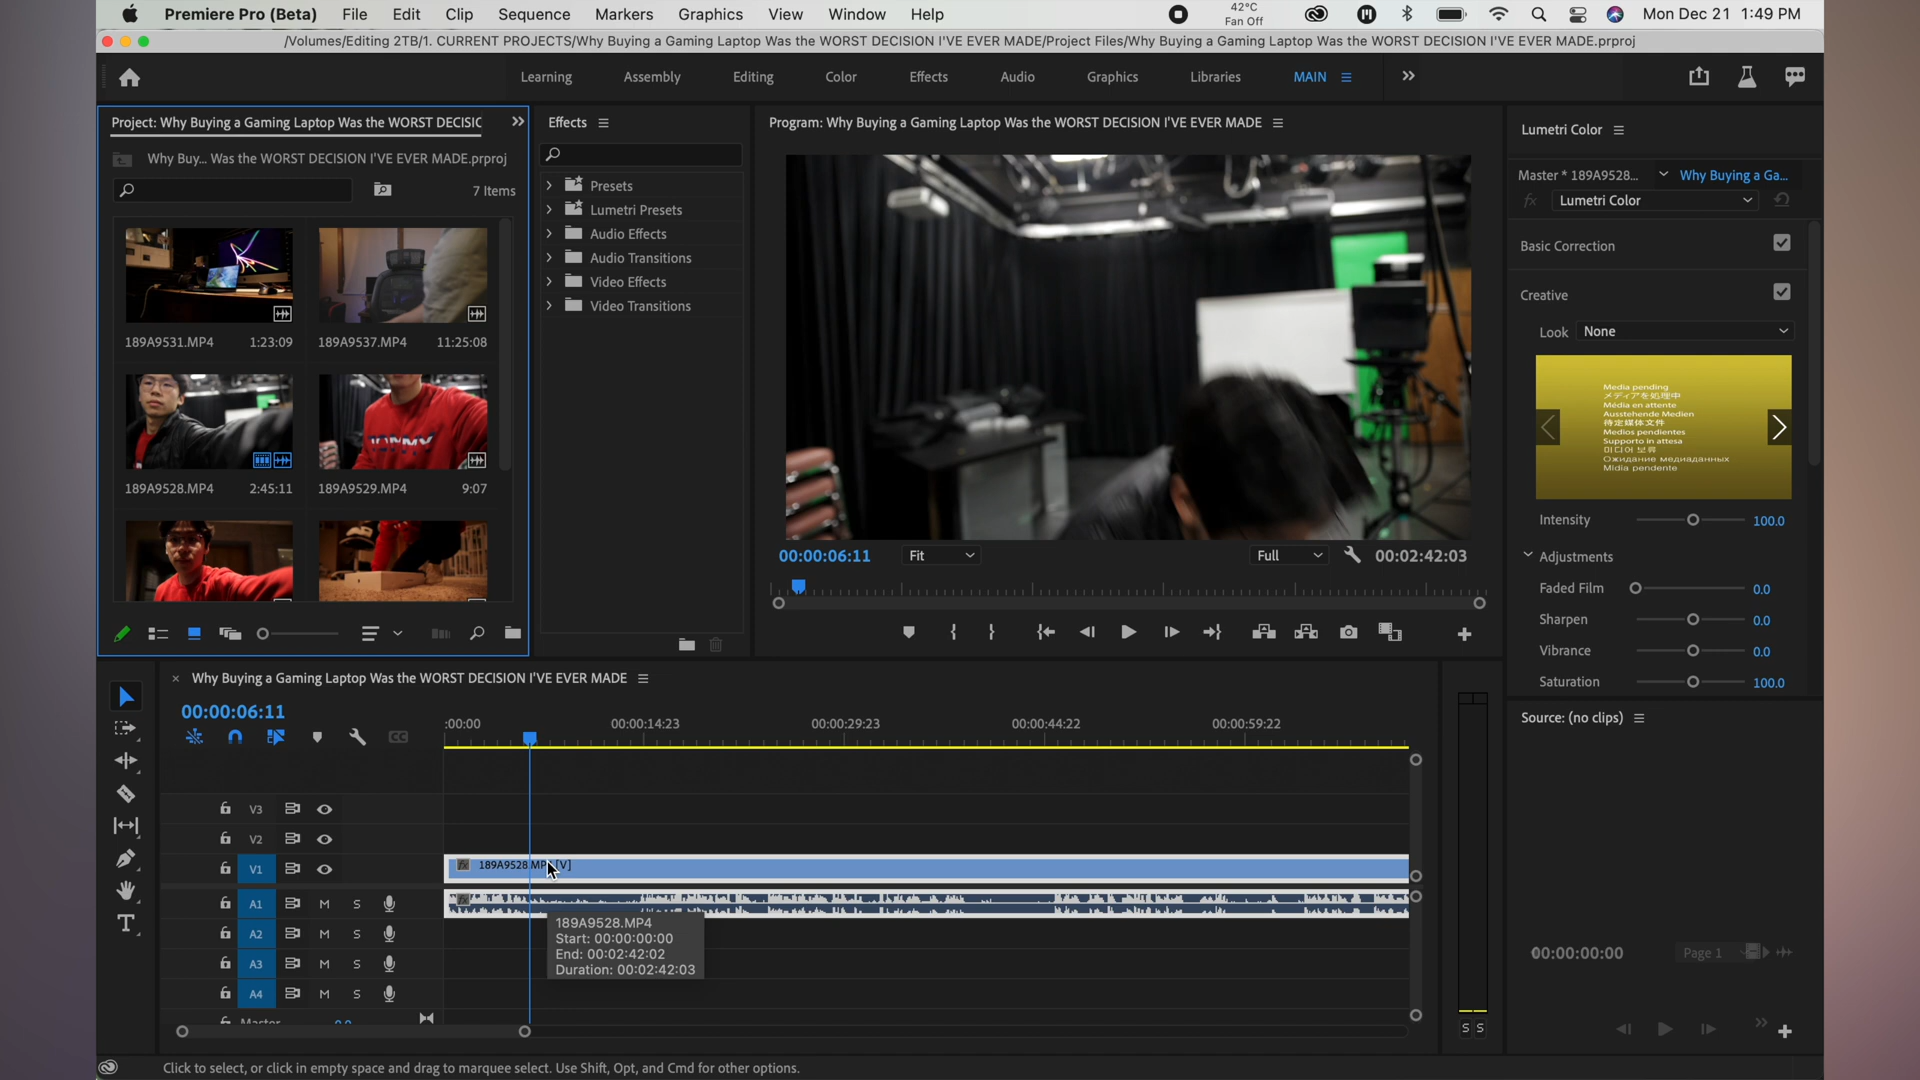 Premiere Pro (Beta) File Edit Clip Sequence Markers Graphics View Window Help 42°C Fan Off Mon Dec 21 1:49 PM
/Volumes/Editing 2TB/1. CURRENT PROJECTS/Why Buying a Gaming Laptop Was the WORST DECISION I'VE EVER MADE/Project Files/Why Buying a Gaming Laptop Was the WORST DECISION I'VE EVER MADE.prproj
Learning Assembly Editing Color Effects Audio Graphics Libraries MAIN
Project: Why Buying a Gaming Laptop Was the WORST DECISIC
Why Buy... Was the WORST DECISION I'VE EVER MADE.prproj
7 Items
189A9531.MP4 1:23:09 189A9537.MP4 11:25:08
189A9528.MP4 2:45:11 189A9529.MP4 9:07
Effects
Presets
Lumetri Presets
Audio Effects
Audio Transitions
Video Effects
Video Transitions
Program: Why Buying a Gaming Laptop Was the WORST DECISION I'VE EVER MADE
00:00:06:11 Fit Full 00:02:42:03
Lumetri Color
Master * 189A9528... Why Buying a Ga...
fx Lumetri Color
Basic Correction
Creative
Look None
Media pending
メディアを処理中
Média en attente
Ausstehende Medien
待定媒体文件
Medios pendientes
Supporto in attesa
미디어 보류
Ожидание медиаданных
Mídia pendente
Intensity 100.0
Adjustments
Faded Film 0.0
Sharpen 0.0
Vibrance 0.0
Saturation 100.0
Source: (no clips)
00:00:00:00 Page 1
Why Buying a Gaming Laptop Was the WORST DECISION I'VE EVER MADE
00:00:06:11
:00:00 00:00:14:23 00:00:29:23 00:00:44:22 00:00:59:22
CC
V3
V2
V1 fx 189A9528.MP [V]
A1 M S fx
A2 M S
A3 M S
A4 M S
Master 0.0
189A9528.MP4
Start: 00:00:00:00
End: 00:02:42:02
Duration: 00:02:42:03
S S
Click to select, or click in empty space and drag to marquee select. Use Shift, Opt, and Cmd for other options.